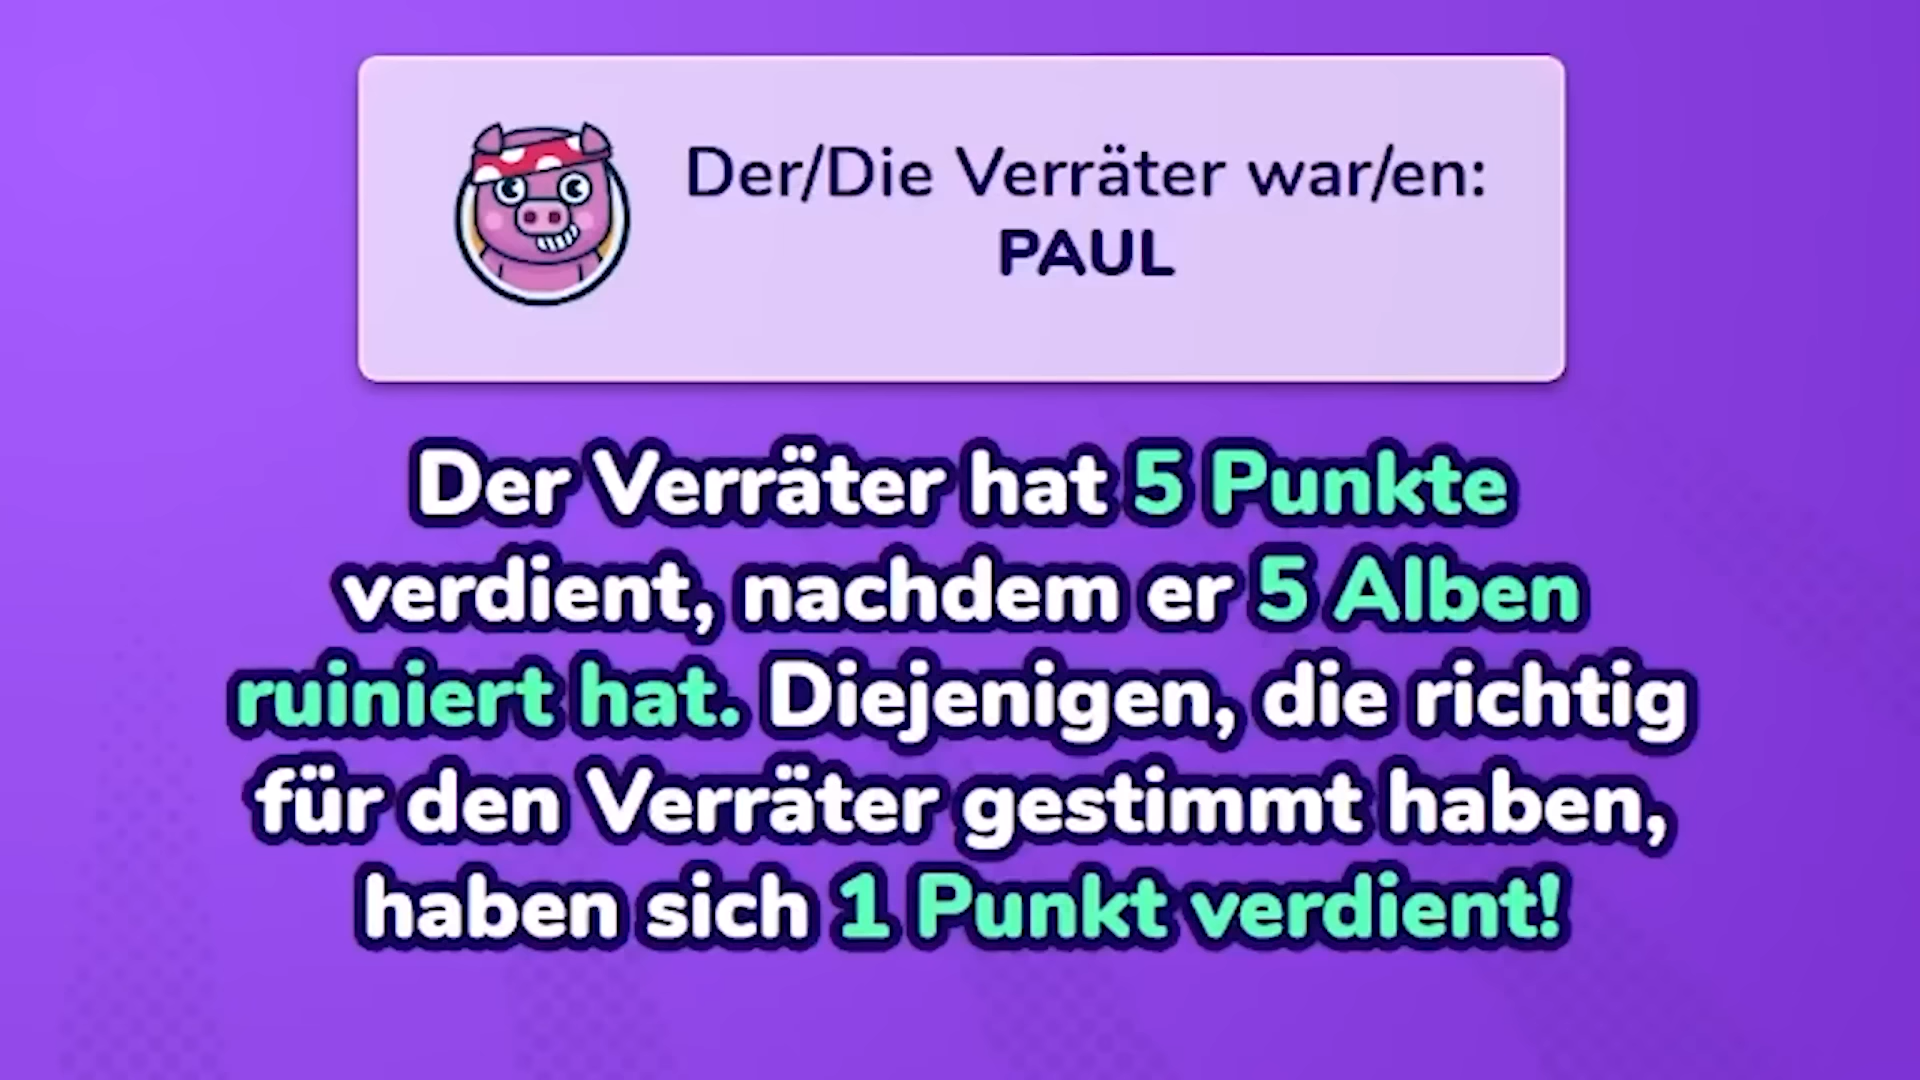 Der/Die Verräter war/en:
PAUL
Der Verräter hat 5 Punkte
verdient, nachdem er 5 Alben
ruiniert hat. Diejenigen, die richtig
für den Verräter gestimmt haben,
haben sich 1 Punkt verdient!